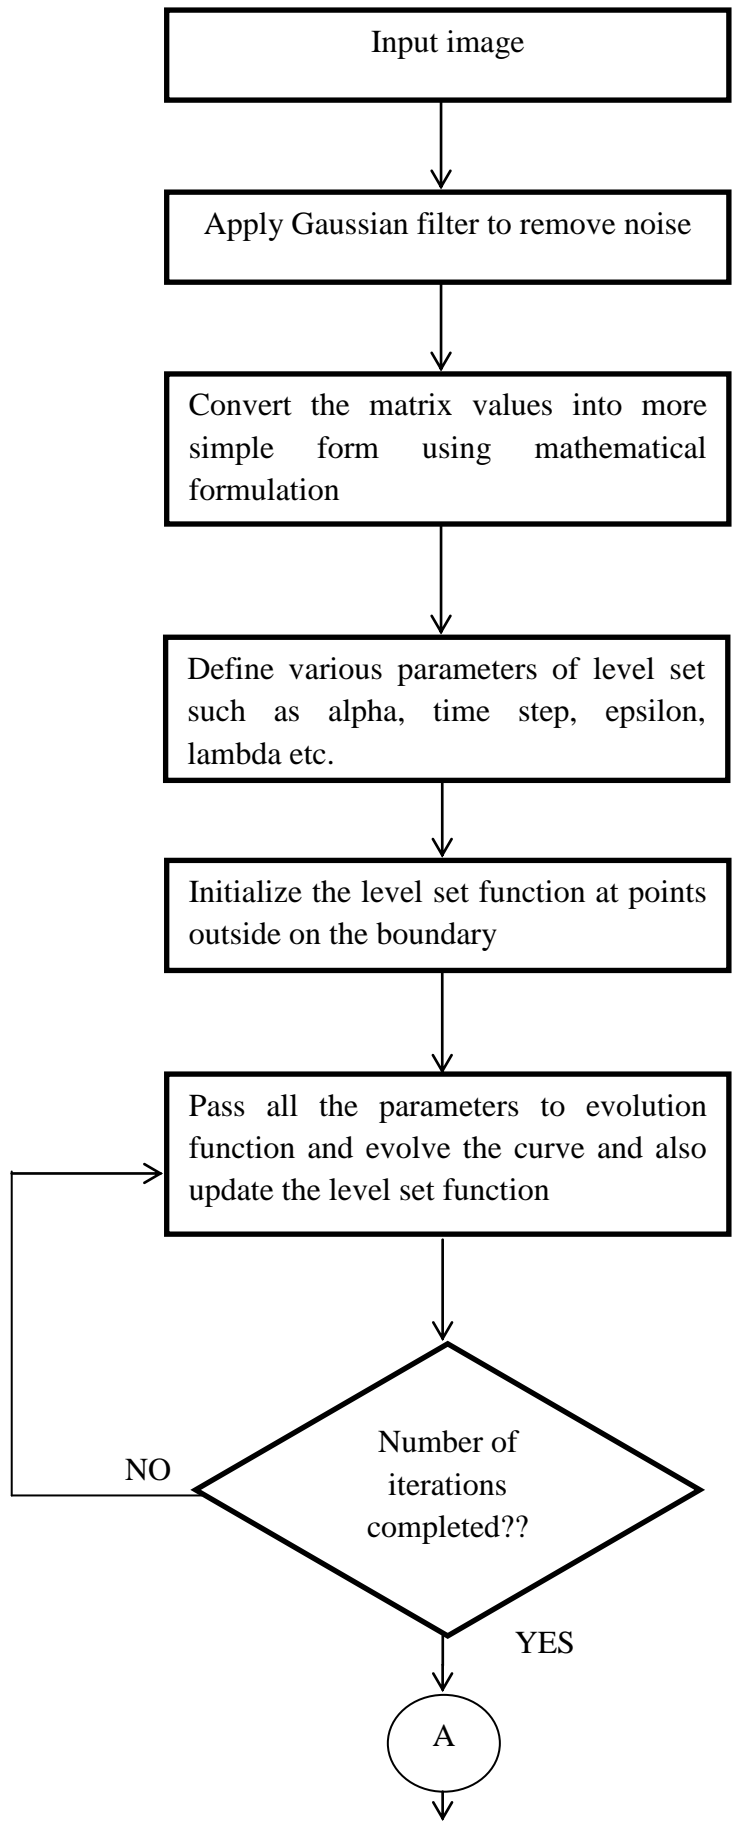 Input image
Apply Gaussian filter to remove noise
Convert the matrix values into more
simple form using mathematical
formulation
Define various parameters of level set
such as alpha, time step, epsilon,
lambda etc.
Initialize the level set function at points
outside on the boundary
Pass all the parameters to evolution
function and evolve the curve and also
update the level set function
Number of
iterations
completed??
NO
YES
A